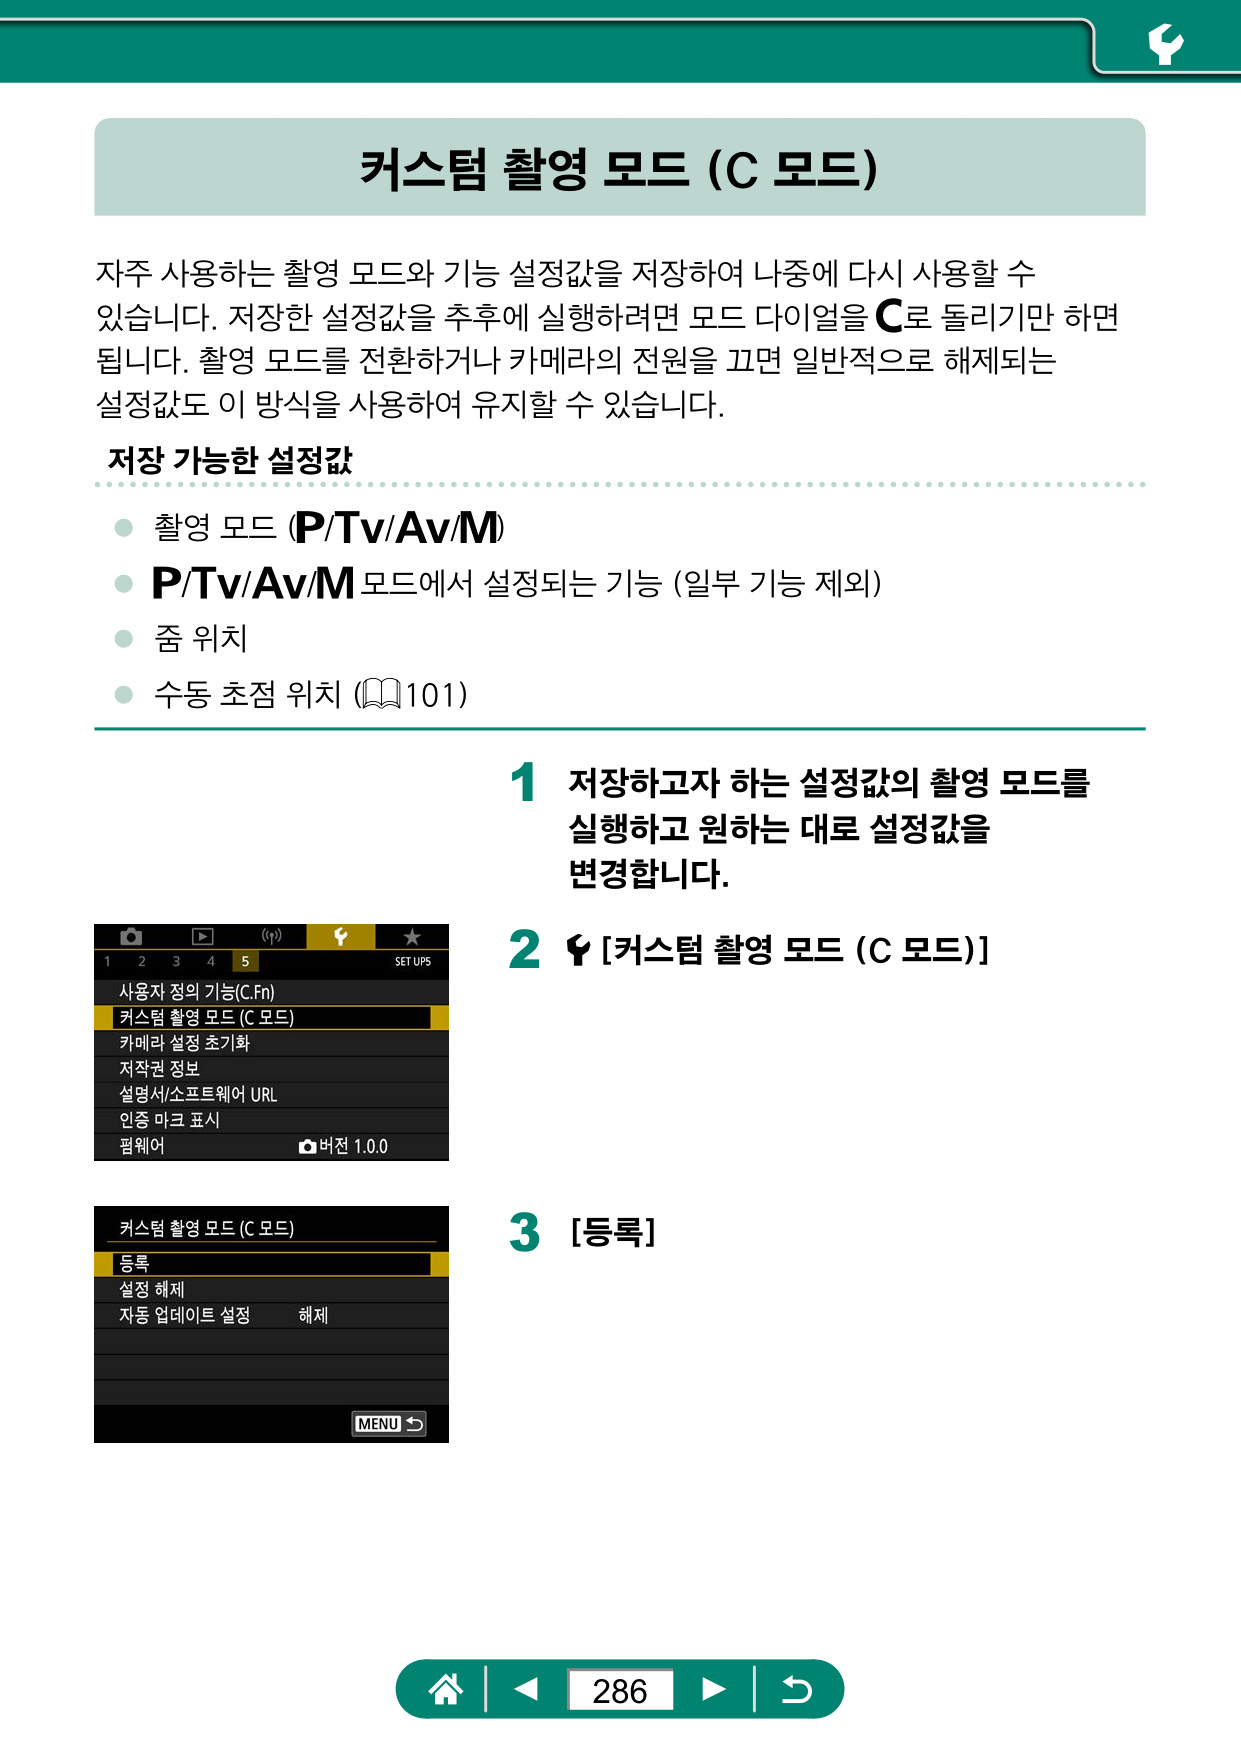 커스텀 촬영 모드 (C 모드)
자주 사용하는 촬영 모드와 기능 설정값을 저장하여 나중에 다시 사용할 수
있습니다. 저장한 설정값을 추후에 실행하려면 모드 다이얼을 C로 돌리기만 하면
됩니다. 촬영 모드를 전환하거나 카메라의 전원을 끄면 일반적으로 해제되는
설정값도 이 방식을 사용하여 유지할 수 있습니다.
저장 가능한 설정값
● 촬영 모드 (P/Tv/Av/M)
● P/Tv/Av/M 모드에서 설정되는 기능 (일부 기능 제외)
● 줌 위치
● 수동 초점 위치 (101)
1 저장하고자 하는 설정값의 촬영 모드를
실행하고 원하는 대로 설정값을
변경합니다.
1 2 3 4 5 SET UP5
사용자 정의 기능(C.Fn)
커스텀 촬영 모드 (C 모드)
카메라 설정 초기화
저작권 정보
설명서/소프트웨어 URL
인증 마크 표시
펌웨어 버전 1.0.0
2 [커스텀 촬영 모드 (C 모드)]
커스텀 촬영 모드 (C 모드)
등록
설정 해제
자동 업데이트 설정 해제
MENU
3 [등록]
286